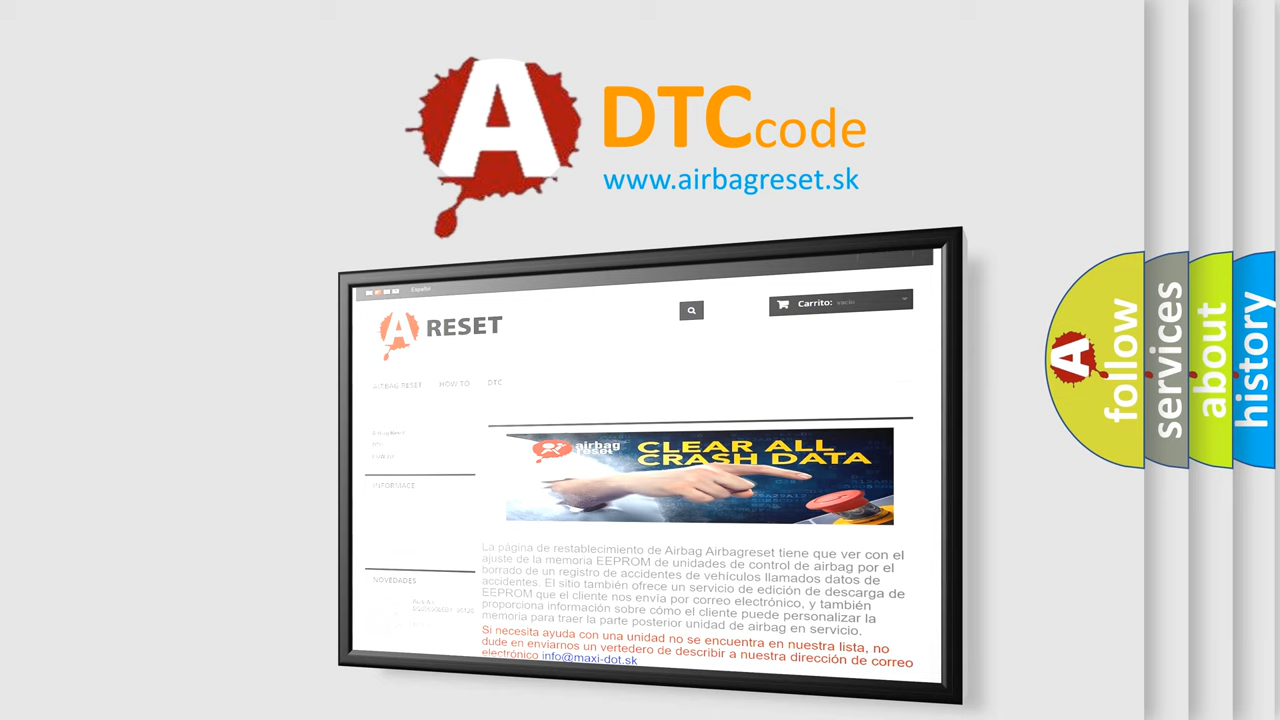 A
DTCcode
www.airbagreset.sk
Español
A RESET
Carrito: vacío
AIRBAG RESET HOW TO DTC
INFORMACE
NOVEDADES
airbag
reset
CLEAR ALL
CRASH DATA
La página de restablecimiento de Airbag Airbagreset tiene que ver con el
ajuste de la memoria EEPROM de unidades de control de airbag por el
borrado de un registro de accidentes de vehículos llamados datos de
accidentes. El sitio también ofrece un servicio de edición de descarga de
EEPROM que el cliente nos envía por correo electrónico, y también
proporciona información sobre cómo el cliente puede personalizar la
memoria para traer la parte posterior unidad de airbag en servicio.
Si necesita ayuda con una unidad no se encuentra en nuestra lista, no
dude en enviarnos un vertedero de describir a nuestra dirección de correo
electrónico info@maxi-dot.sk
A
follow
services
about
history